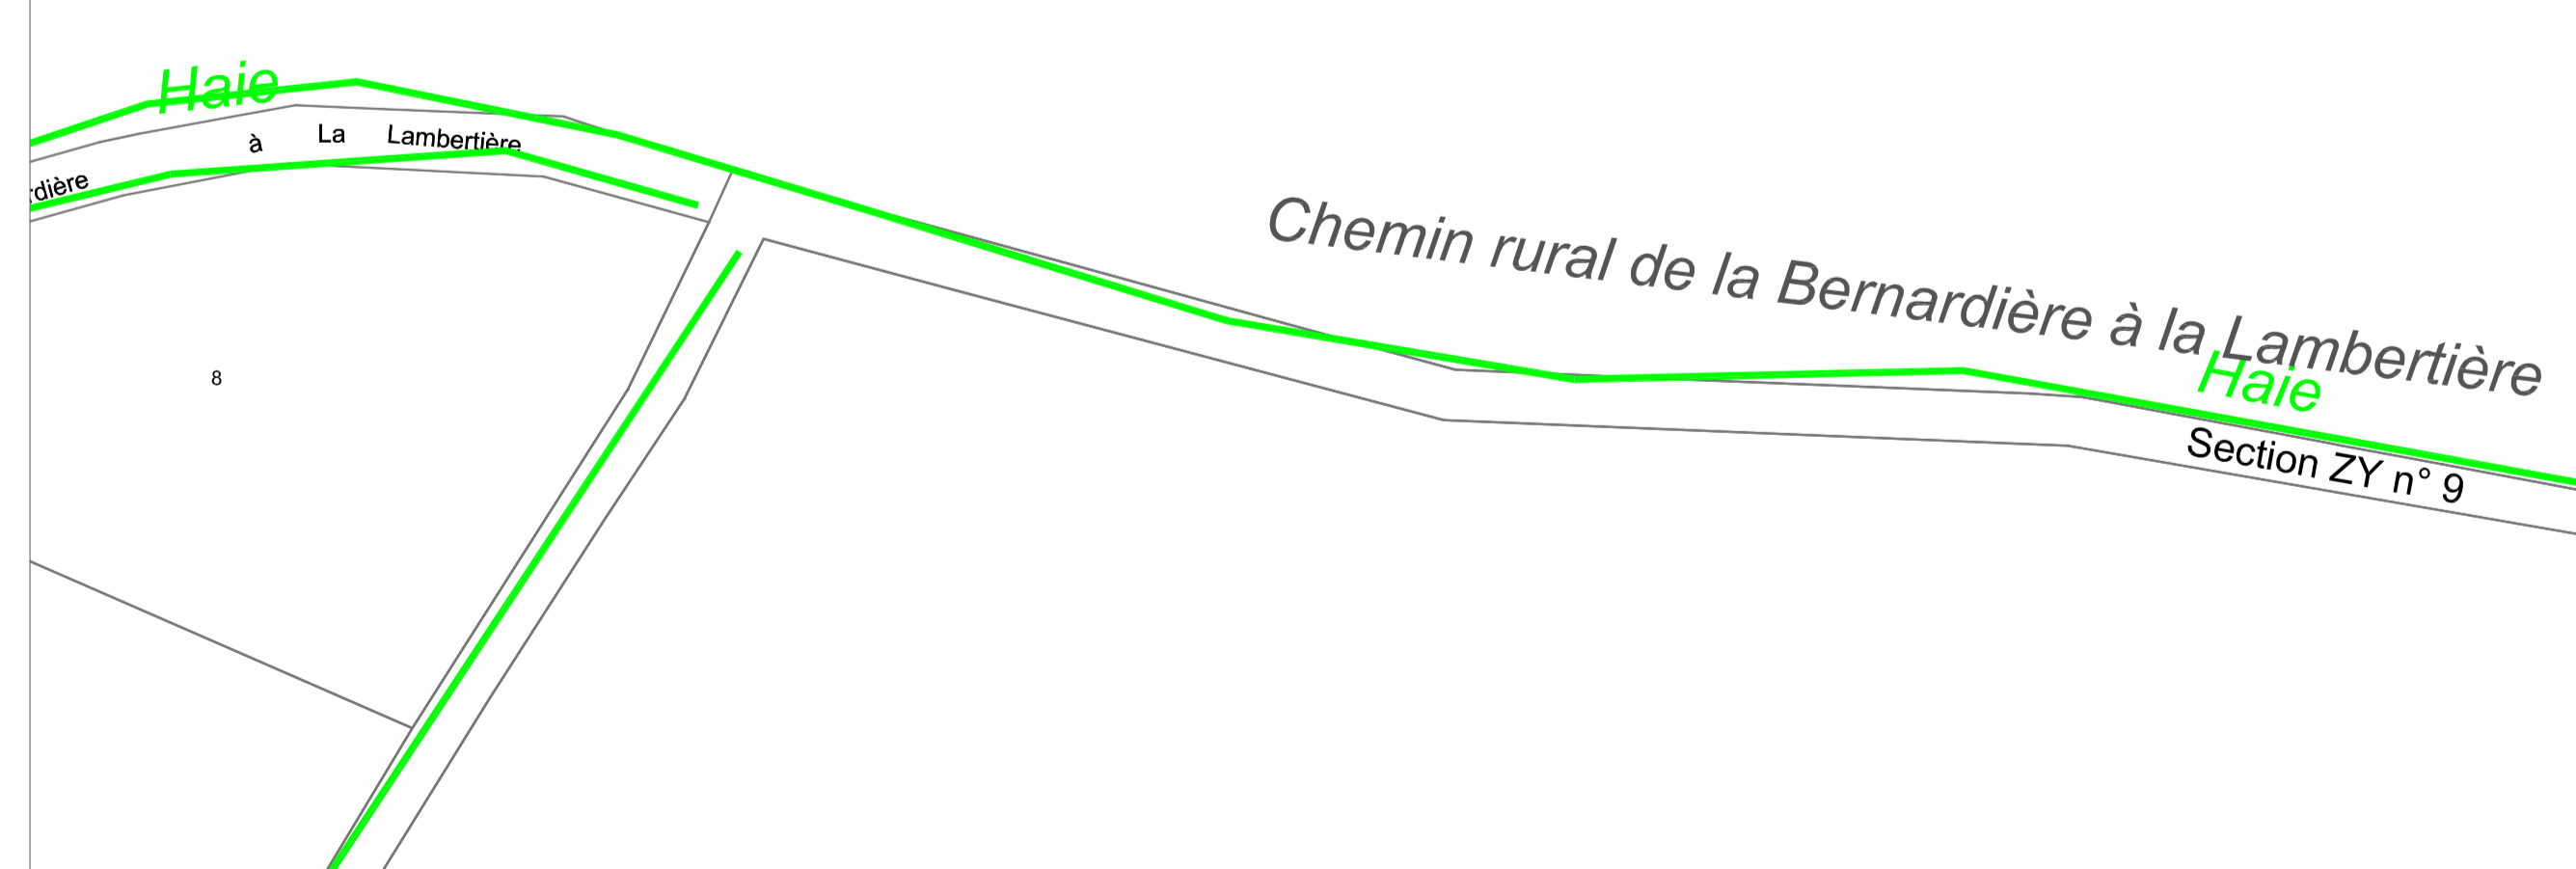 Haie
à La Lambertière
rdière
Chemin rural de la Bernardière à la Lambertière
Haie
Section ZY n° 9
8